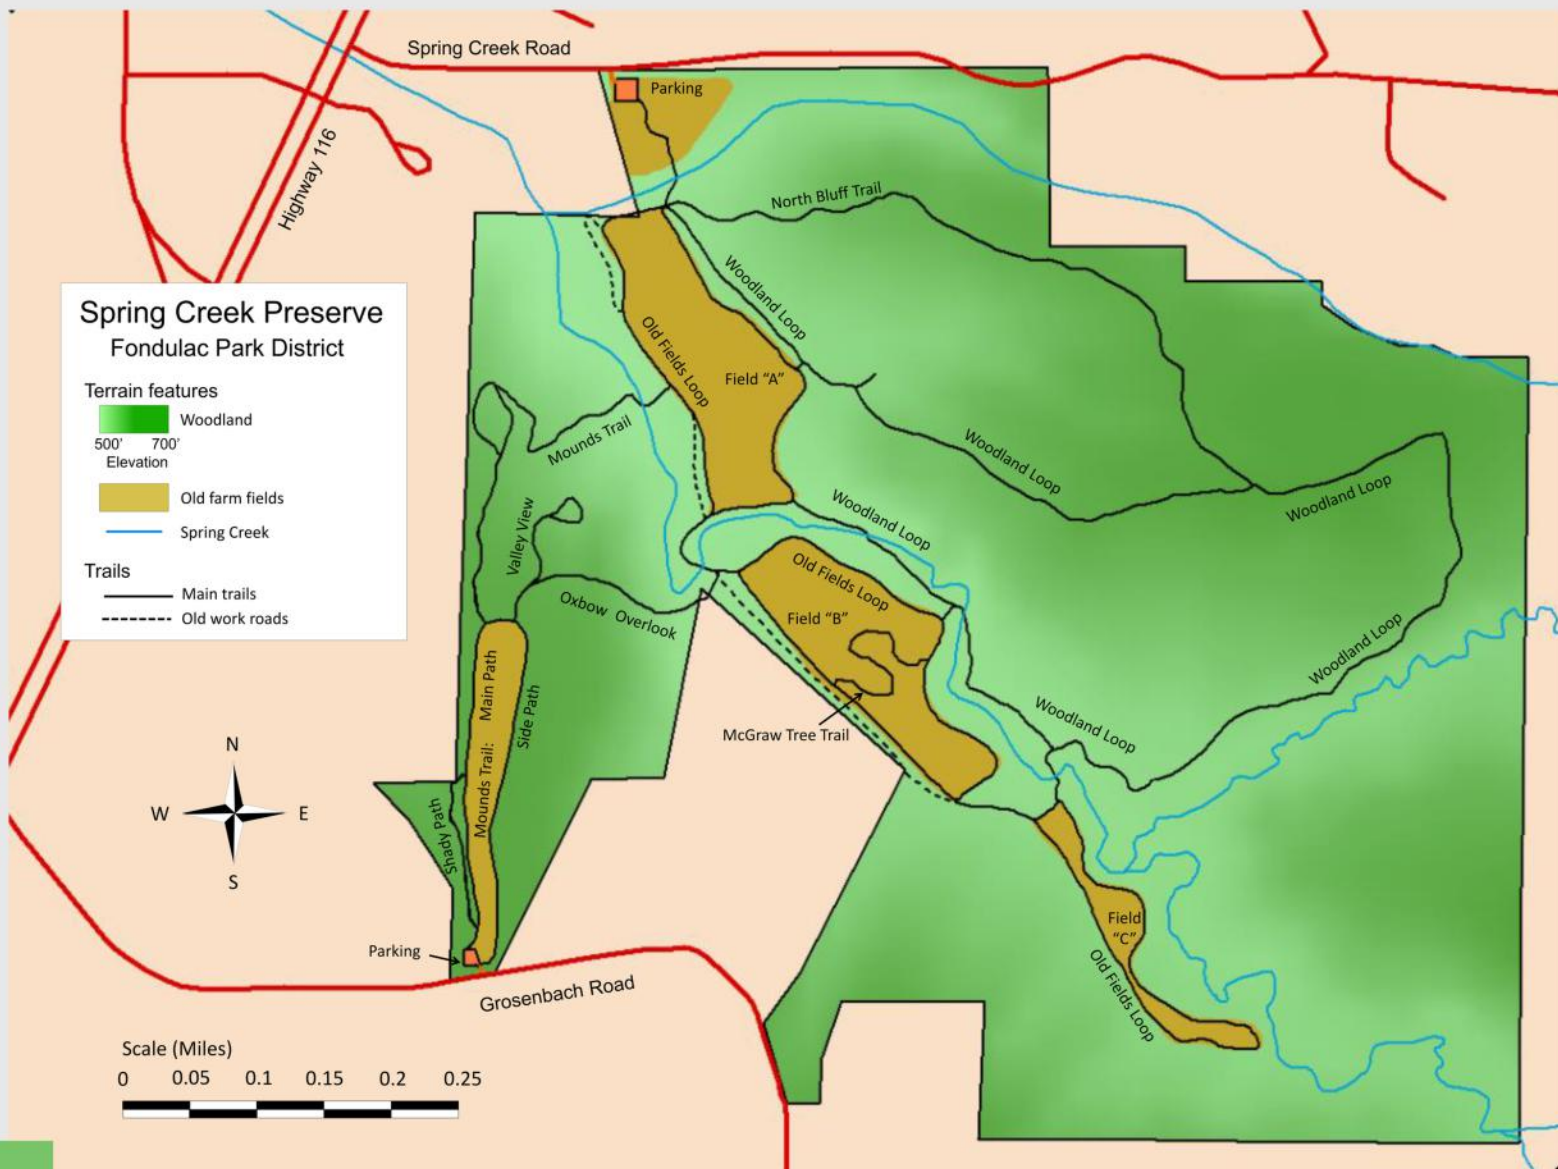 Spring Creek Road
Parking
Highway 116
North Bluff Trail
Woodland Loop
Spring Creek Preserve
Fondulac Park District
Terrain features
Woodland
500' 700'
Elevation
Old farm fields
Spring Creek
Trails
Main trails
Old work roads
Old Fields Loop
Field "A"
Mounds Trail
Woodland Loop
Woodland Loop
Woodland Loop
Valley View
Old Fields Loop
Oxbow Overlook
Field "B"
Woodland Loop
Mounds Trail: Main Path
Side Path
McGraw Tree Trail
Woodland Loop
N
W E
S
Shady Path
Field
"C"
Parking
Old Fields Loop
Grosenbach Road
Scale (Miles)
0 0.05 0.1 0.15 0.2 0.25